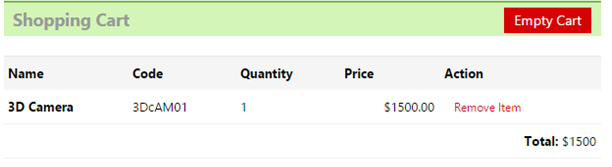 Shopping Cart Empty Cart
Name Code Quantity Price Action
3D Camera 3DcAM01 1 $1500.00 Remove Item
Total: $1500